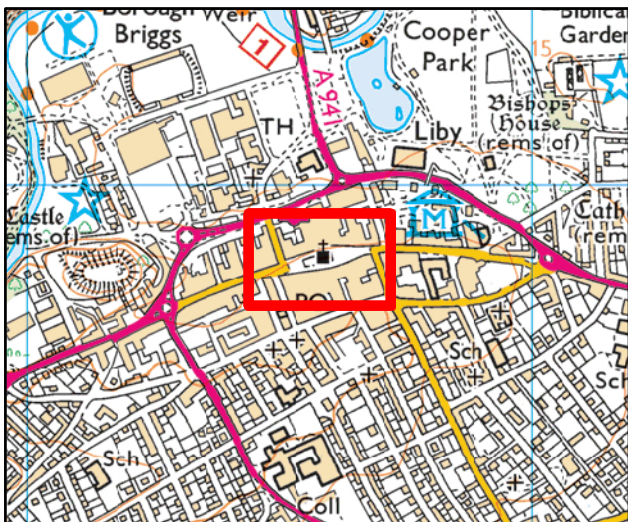 Borough
Briggs
Weir
1
A 941
Cooper
Park
15
Biblical
Garden
Bishops
House
(rems of)
TH
Liby
Castle
ems of)
M
Cath
(rem
PO
Sch
Sch
Sch
Coll